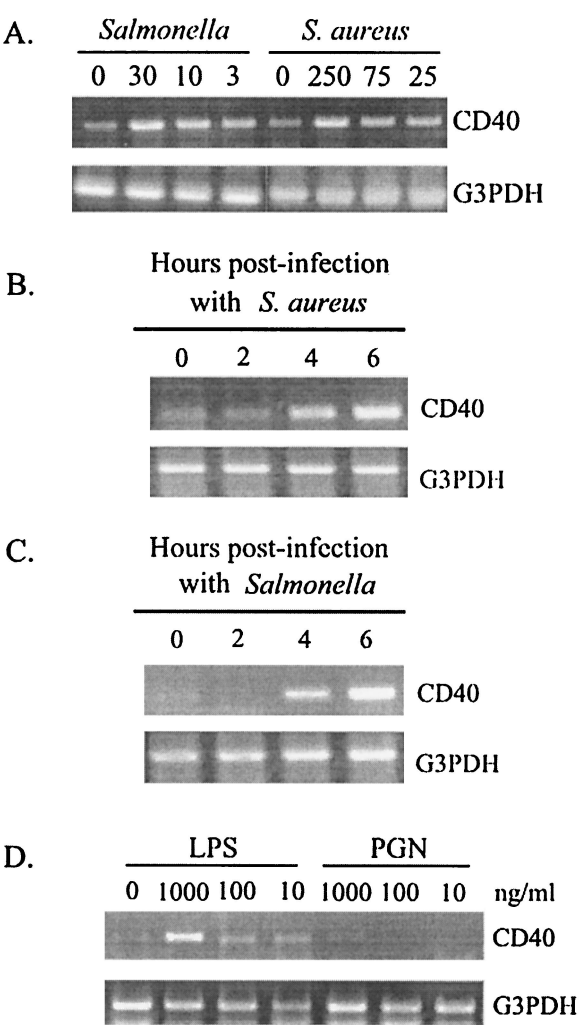 A.
Salmonella S. aureus
0 30 10 3 0 250 75 25
CD40
G3PDH
B.
Hours post-infection
with S. aureus
0 2 4 6
CD40
G3PDH
C.
Hours post-infection
with Salmonella
0 2 4 6
CD40
G3PDH
D.
LPS PGN
0 1000 100 10 1000 100 10 ng/ml
CD40
G3PDH